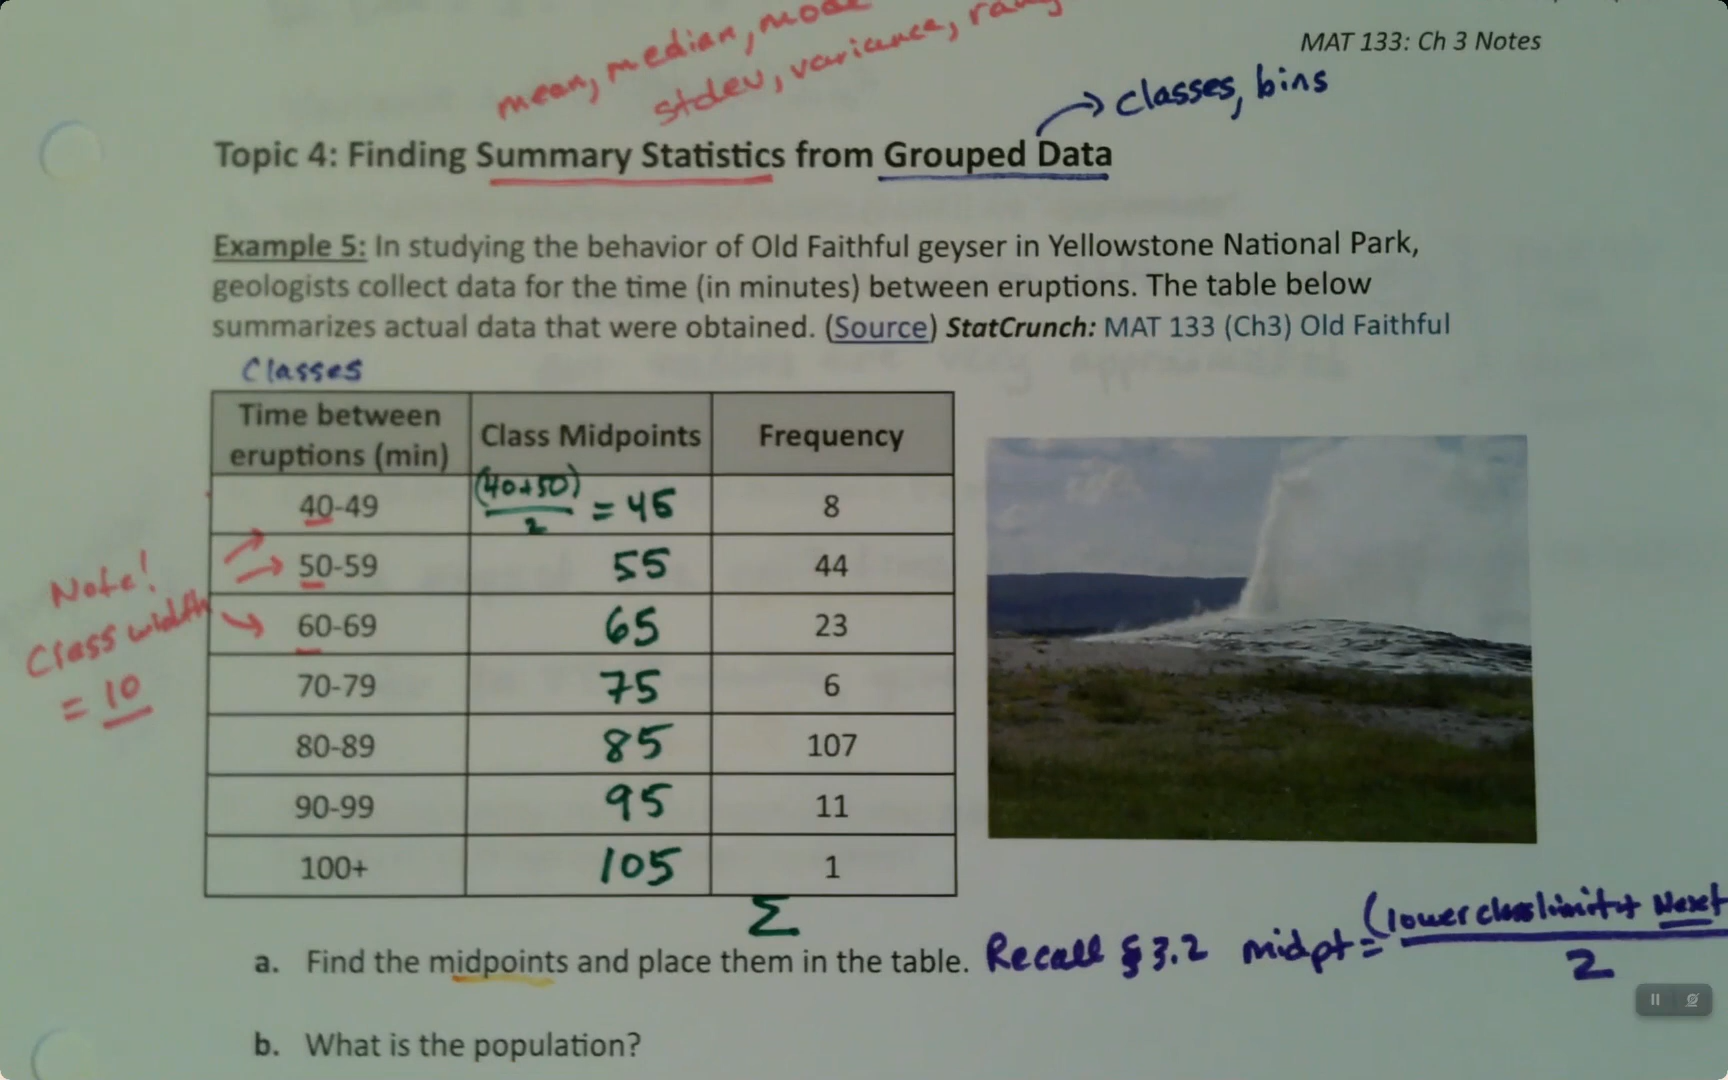 mean, median, mode
MAT 133: Ch 3 Notes
stdev, variance,
classes, bins
Topic 4: Finding Summary Statistics from Grouped Data
Example 5: In studying the behavior of Old Faithful geyser in Yellowstone National Park,
geologists collect data for the time (in minutes) between eruptions. The table below
summarizes actual data that were obtained. (Source) StatCrunch: MAT 133 (Ch3) Old Faithful
Classes
Time between eruptions (min) Class Midpoints Frequency
40-49 (40+50)/2 = 45 8
50-59 55 44
60-69 65 23
70-79 75 6
80-89 85 107
90-99 95 11
100+ 105 1
Note!
Class width
= 10
Σ
a. Find the midpoints and place them in the table. Recall § 3.2 midpt = (lower class limit + Next
2
b. What is the population?